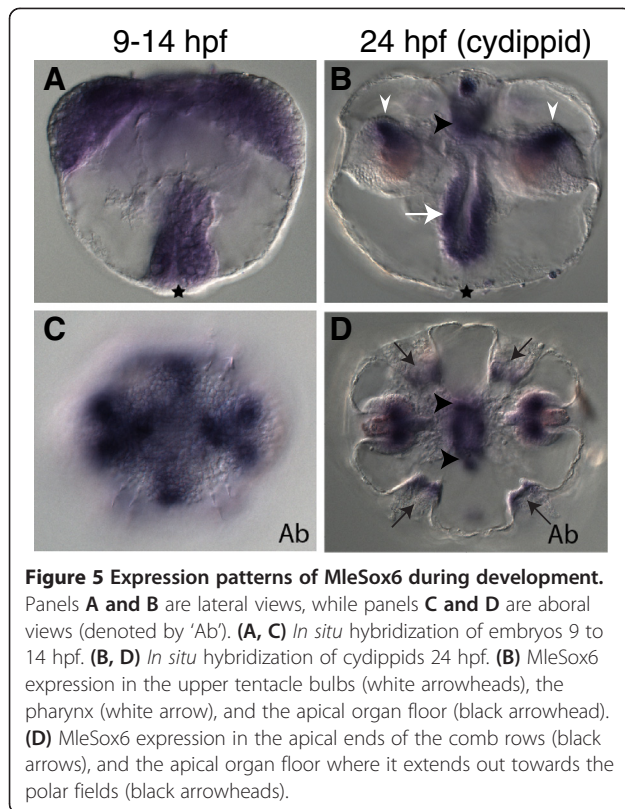 9-14 hpf
24 hpf (cydippid)
A
B
C
D
Ab
Ab
Figure 5 Expression patterns of MleSox6 during development.
Panels A and B are lateral views, while panels C and D are aboral
views (denoted by ‘Ab’). (A, C) In situ hybridization of embryos 9 to
14 hpf. (B, D) In situ hybridization of cydippids 24 hpf. (B) MleSox6
expression in the upper tentacle bulbs (white arrowheads), the
pharynx (white arrow), and the apical organ floor (black arrowhead).
(D) MleSox6 expression in the apical ends of the comb rows (black
arrows), and the apical organ floor where it extends out towards the
polar fields (black arrowheads).